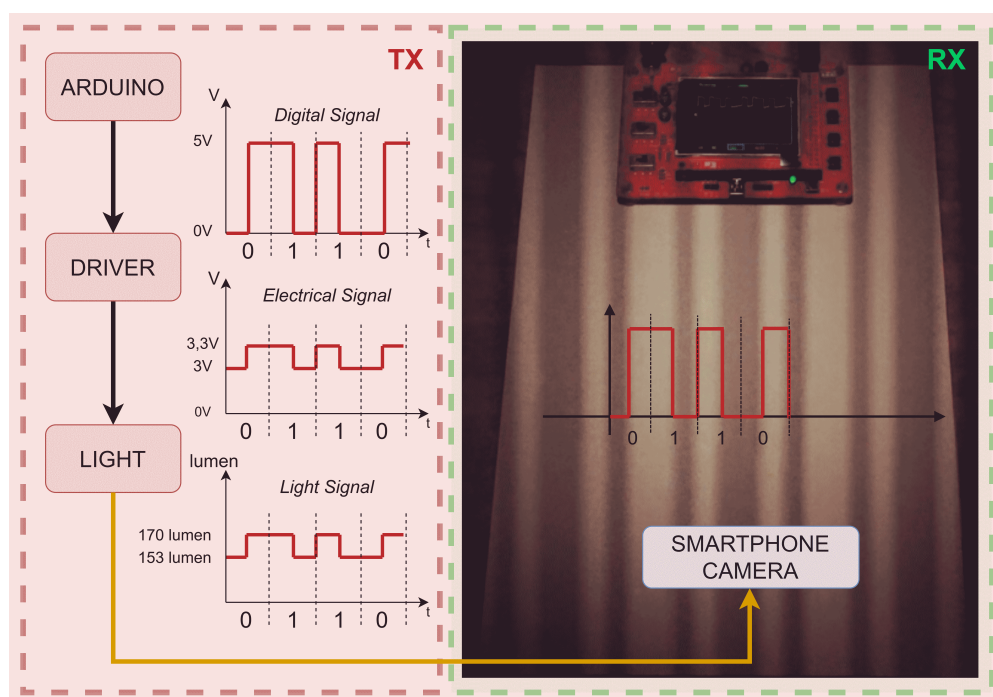 TX
ARDUINO
V
Digital Signal
5V
0V
t
0 1 1 0
DRIVER
V
Electrical Signal
3,3V
3V
0V
t
0 1 1 0
LIGHT
lumen
Light Signal
170 lumen
153 lumen
t
0 1 1 0
RX
0 1 1 0
SMARTPHONE
CAMERA